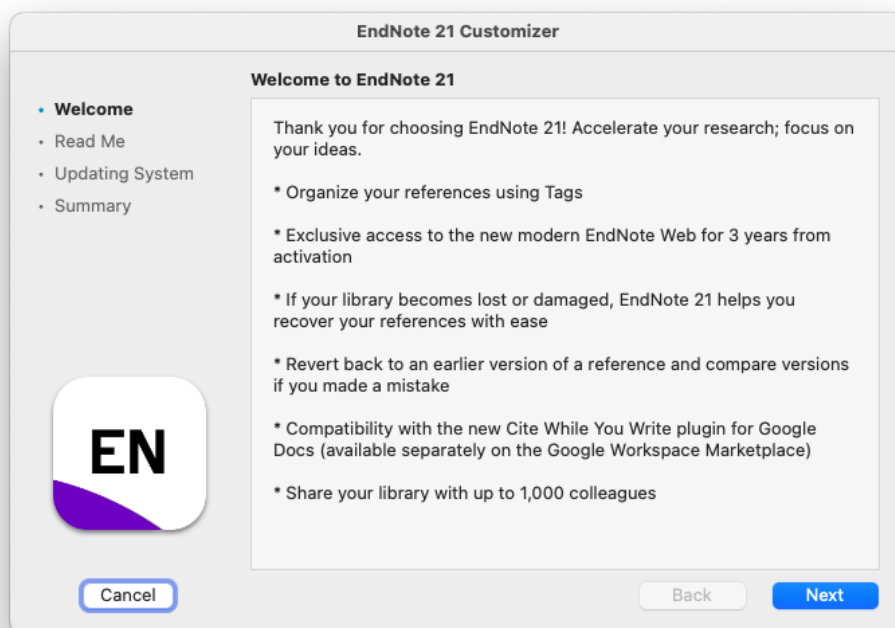 EndNote 21 Customizer
Welcome to EndNote 21
• Welcome
• Read Me
• Updating System
• Summary
Thank you for choosing EndNote 21! Accelerate your research; focus on
your ideas.
* Organize your references using Tags
* Exclusive access to the new modern EndNote Web for 3 years from
activation
* If your library becomes lost or damaged, EndNote 21 helps you
recover your references with ease
* Revert back to an earlier version of a reference and compare versions
if you made a mistake
* Compatibility with the new Cite While You Write plugin for Google
Docs (available separately on the Google Workspace Marketplace)
* Share your library with up to 1,000 colleagues
EN
Cancel
Back
Next